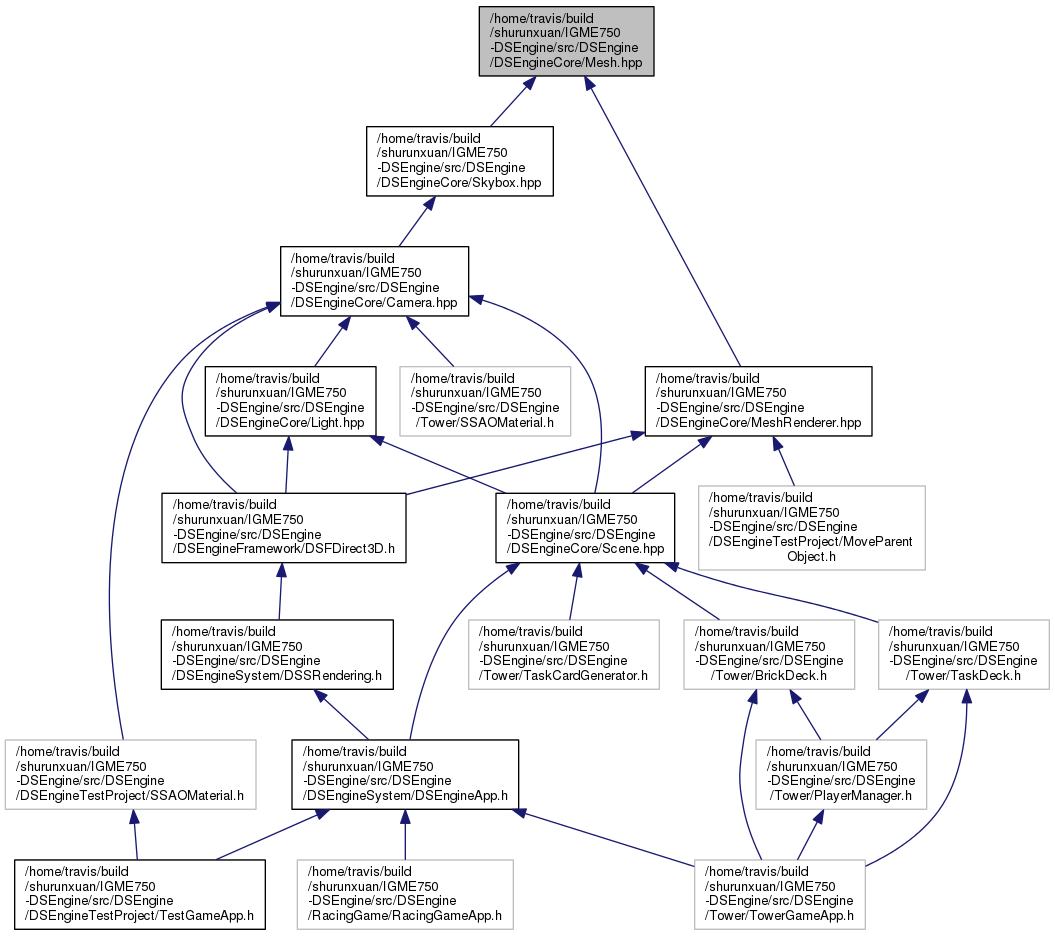 /home/travis/build
/shurunxuan/IGME750
-DSEngine/src/DSEngine
/DSEngineCore/Mesh.hpp
/home/travis/build
/shurunxuan/IGME750
-DSEngine/src/DSEngine
/DSEngineCore/Skybox.hpp
/home/travis/build
/shurunxuan/IGME750
-DSEngine/src/DSEngine
/DSEngineCore/Camera.hpp
/home/travis/build
/shurunxuan/IGME750
-DSEngine/src/DSEngine
/DSEngineCore/Light.hpp
/home/travis/build
/shurunxuan/IGME750
-DSEngine/src/DSEngine
/Tower/SSAOMaterial.h
/home/travis/build
/shurunxuan/IGME750
-DSEngine/src/DSEngine
/DSEngineCore/MeshRenderer.hpp
/home/travis/build
/shurunxuan/IGME750
-DSEngine/src/DSEngine
/DSEngineFramework/DSFDirect3D.h
/home/travis/build
/shurunxuan/IGME750
-DSEngine/src/DSEngine
/DSEngineCore/Scene.hpp
/home/travis/build
/shurunxuan/IGME750
-DSEngine/src/DSEngine
/DSEngineTestProject/MoveParent
Object.h
/home/travis/build
/shurunxuan/IGME750
-DSEngine/src/DSEngine
/DSEngineSystem/DSSRendering.h
/home/travis/build
/shurunxuan/IGME750
-DSEngine/src/DSEngine
/Tower/TaskCardGenerator.h
/home/travis/build
/shurunxuan/IGME750
-DSEngine/src/DSEngine
/Tower/BrickDeck.h
/home/travis/build
/shurunxuan/IGME750
-DSEngine/src/DSEngine
/Tower/TaskDeck.h
/home/travis/build
/shurunxuan/IGME750
-DSEngine/src/DSEngine
/DSEngineTestProject/SSAOMaterial.h
/home/travis/build
/shurunxuan/IGME750
-DSEngine/src/DSEngine
/DSEngineSystem/DSEngineApp.h
/home/travis/build
/shurunxuan/IGME750
-DSEngine/src/DSEngine
/Tower/PlayerManager.h
/home/travis/build
/shurunxuan/IGME750
-DSEngine/src/DSEngine
/DSEngineTestProject/TestGameApp.h
/home/travis/build
/shurunxuan/IGME750
-DSEngine/src/DSEngine
/RacingGame/RacingGameApp.h
/home/travis/build
/shurunxuan/IGME750
-DSEngine/src/DSEngine
/Tower/TowerGameApp.h